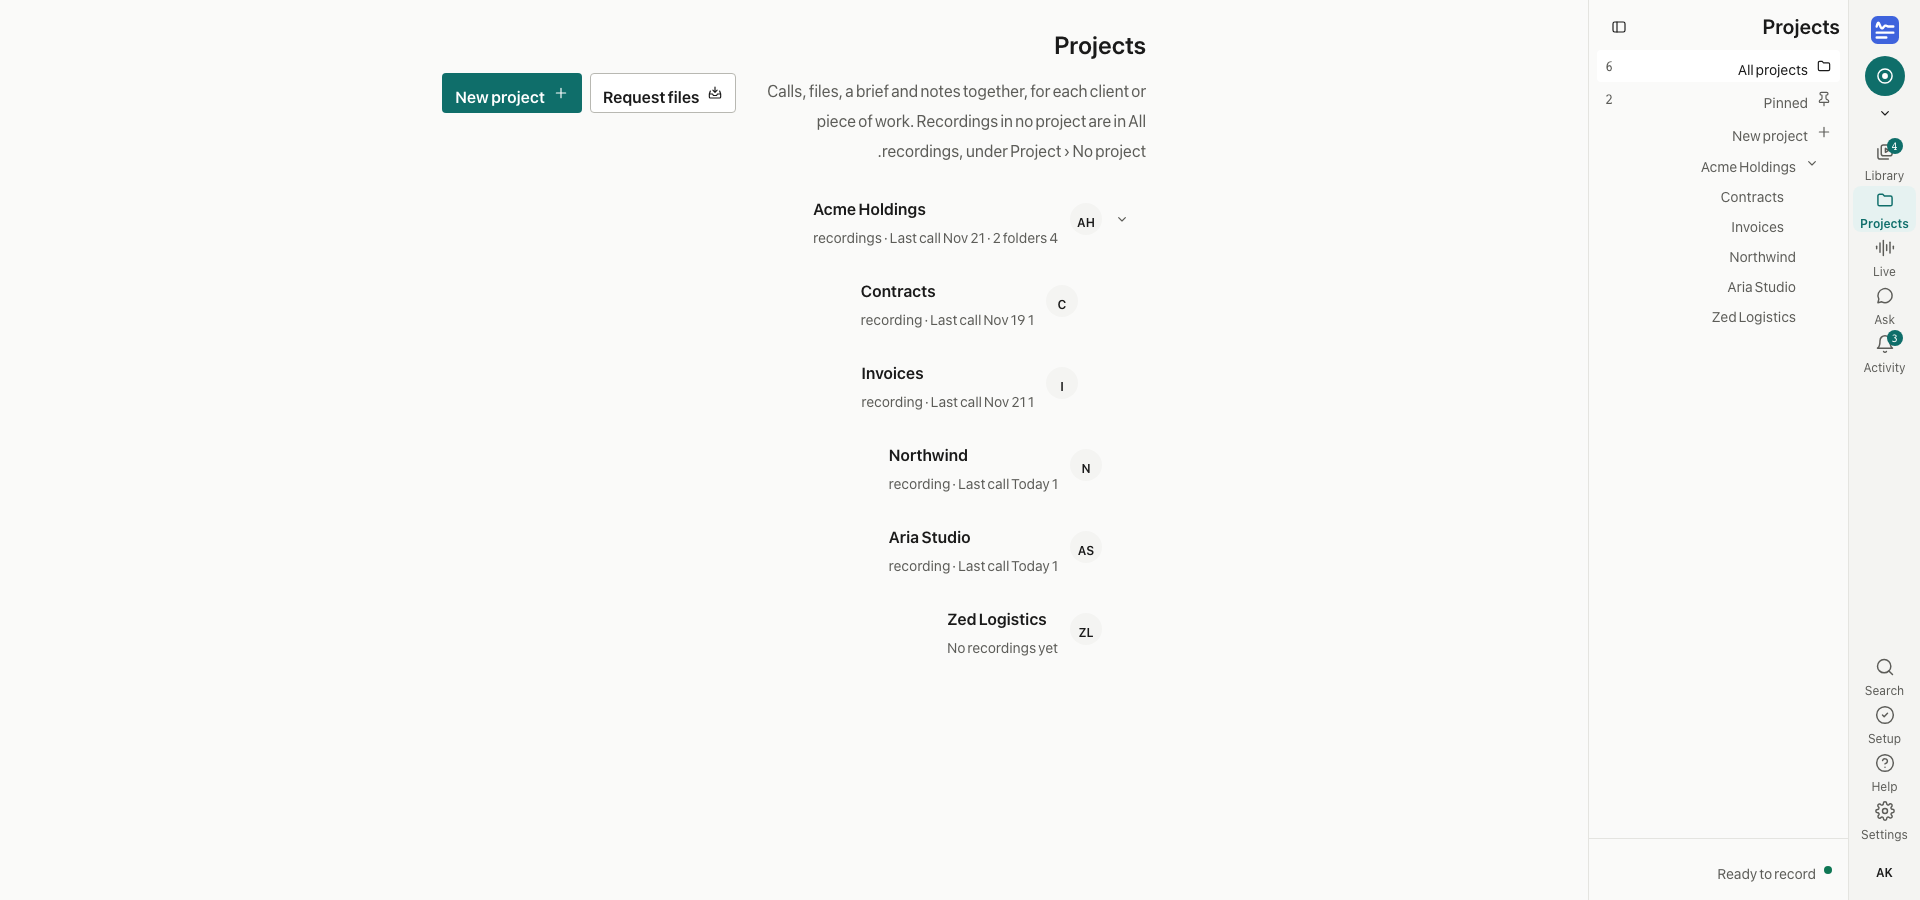 Projects
All projects
6
Pinned
2
New project
Acme Holdings
Contracts
Invoices
Northwind
Aria Studio
Zed Logistics
Ready to record
4
Library
Projects
Live
Ask
3
Activity
Search
Setup
Help
Settings
AK
Projects
Calls, files, a brief and notes together, for each client or
piece of work. Recordings in no project are in All
.recordings, under Project › No project
Request files
New project
AH
Acme Holdings
recordings · Last call Nov 21 · 2 folders 4
C
Contracts
recording · Last call Nov 19 1
I
Invoices
recording · Last call Nov 21 1
N
Northwind
recording · Last call Today 1
AS
Aria Studio
recording · Last call Today 1
ZL
Zed Logistics
No recordings yet